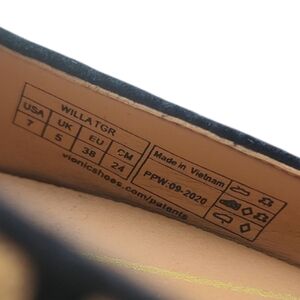 WILLA TGR
USA UK EU CM
7 5 38 24
vionicshoes.com/patents
Made in Vietnam
PPW:09-2020